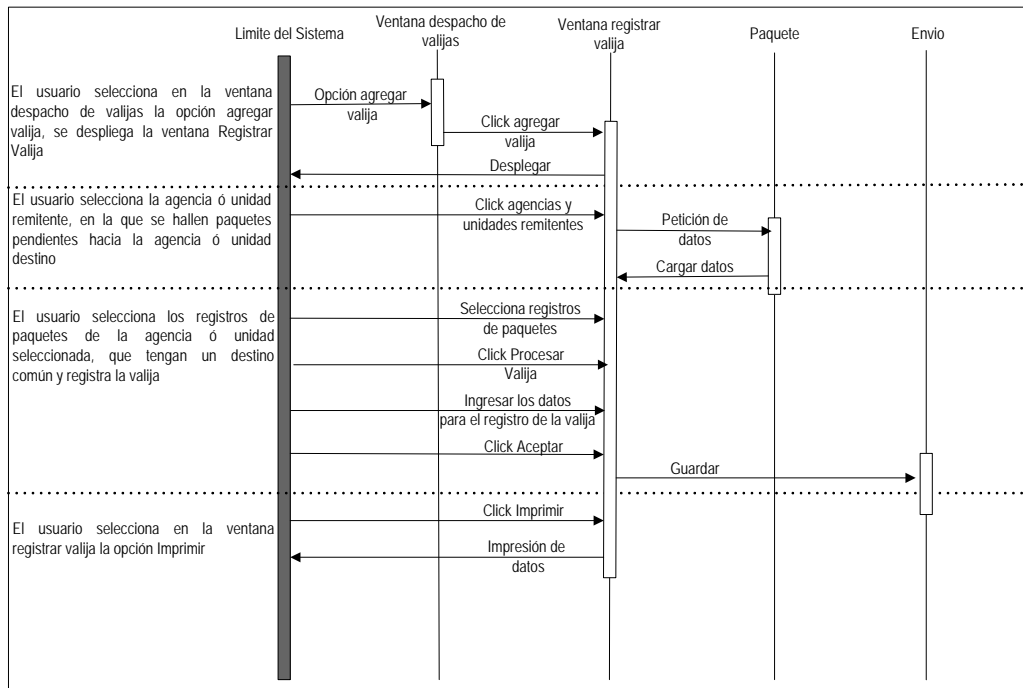 Limite del Sistema
Ventana despacho de
valijas
Ventana registrar
valija
Paquete
Envio
El usuario selecciona en la ventana
despacho de valijas la opción agregar
valija, se despliega la ventana Registrar
Valija
Opción agregar
valija
Click agregar
valija
Desplegar
El usuario selecciona la agencia ó unidad
remitente, en la que se hallen paquetes
pendientes hacia la agencia ó unidad
destino
Click agencias y
unidades remitentes
Petición de
datos
Cargar datos
El usuario selecciona los registros de
paquetes de la agencia ó unidad
seleccionada, que tengan un destino
común y registra la valija
Selecciona registros
de paquetes
Click Procesar
Valija
Ingresar los datos
para el registro de la valija
Click Aceptar
Guardar
El usuario selecciona en la ventana
registrar valija la opción Imprimir
Click Imprimir
Impresión de
datos